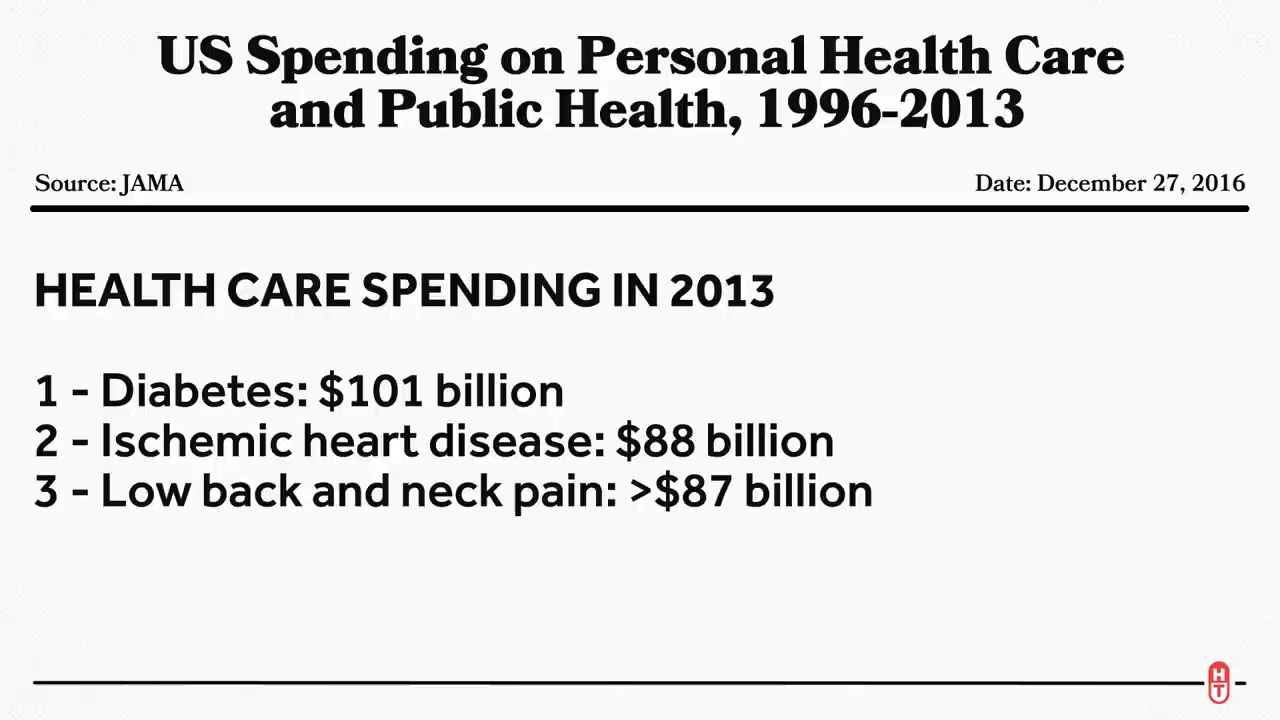 US Spending on Personal Health Care
and Public Health, 1996-2013
Source: JAMA
Date: December 27, 2016
HEALTH CARE SPENDING IN 2013
1 - Diabetes: $101 billion
2 - Ischemic heart disease: $88 billion
3 - Low back and neck pain: >$87 billion
H
T